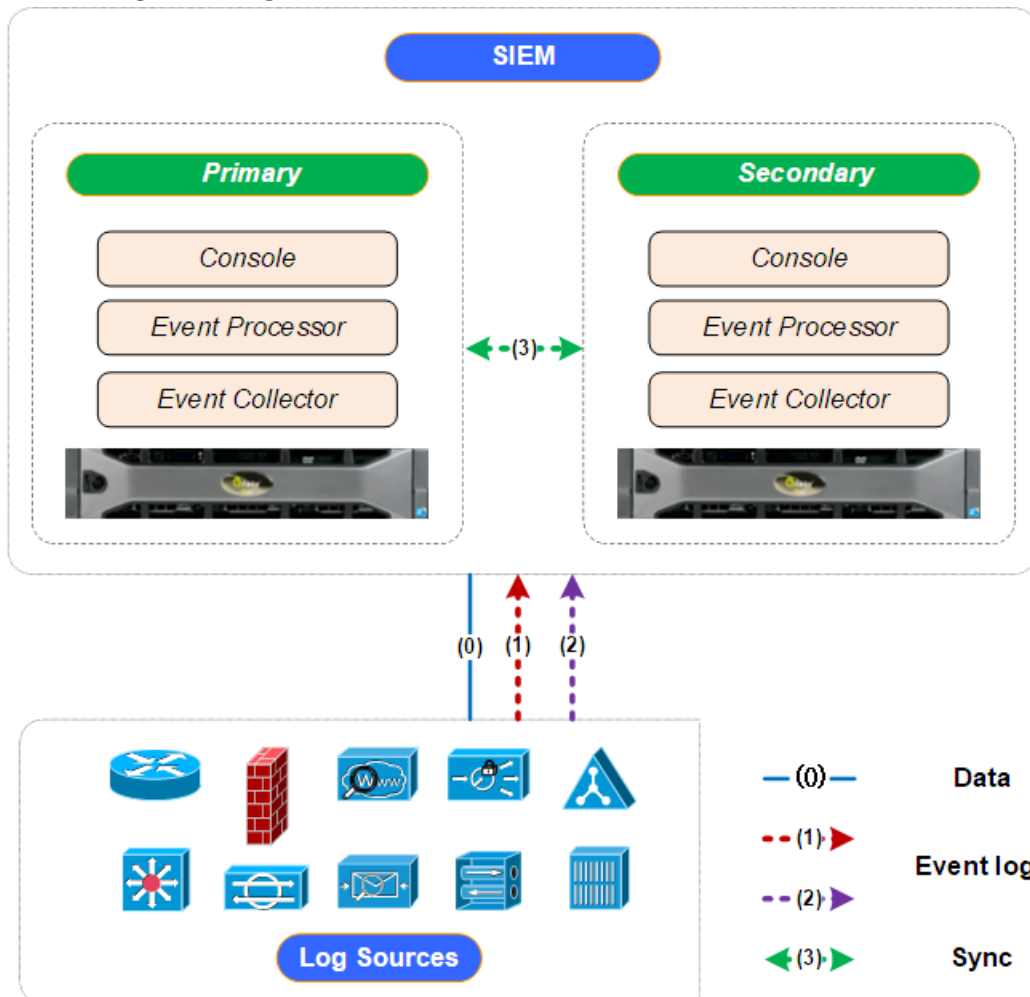 SIEM
Primary
Secondary
Console
Console
Event Processor
Event Processor
(3)
Event Collector
Event Collector
(0)
(1)
(2)
WWW
(0)
Data
(1)
Event log
(2)
Log Sources
(3)
Sync